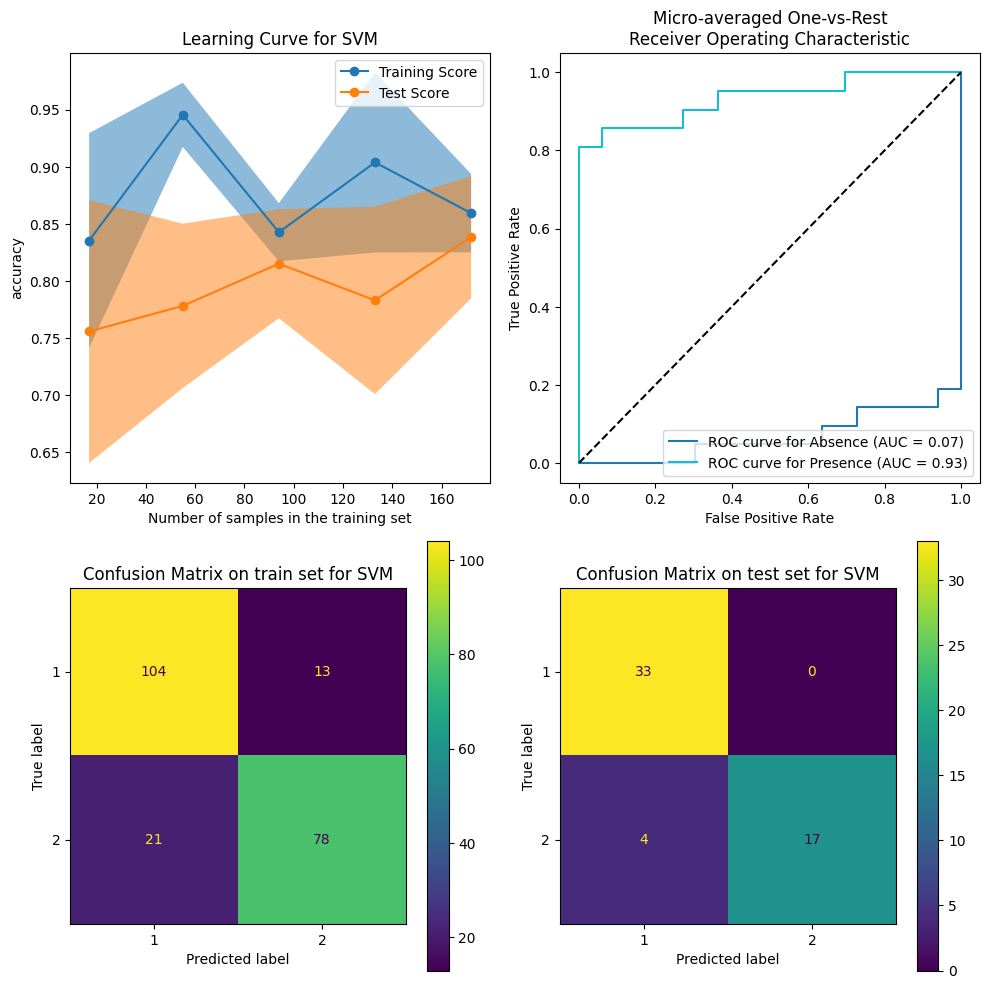 Learning Curve for SVM
Training Score
Test Score
0.95
0.90
0.85
0.80
0.75
0.70
0.65
accuracy
20 40 60 80 100 120 140 160
Number of samples in the training set
Micro-averaged One-vs-Rest
Receiver Operating Characteristic
1.0
0.8
0.6
0.4
0.2
0.0
True Positive Rate
ROC curve for Absence (AUC = 0.07)
ROC curve for Presence (AUC = 0.93)
0.0 0.2 0.4 0.6 0.8 1.0
False Positive Rate
Confusion Matrix on train set for SVM
1
2
True label
104 13
21 78
1 2
Predicted label
100
80
60
40
20
Confusion Matrix on test set for SVM
1
2
True label
33 0
4 17
1 2
Predicted label
30
25
20
15
10
5
0